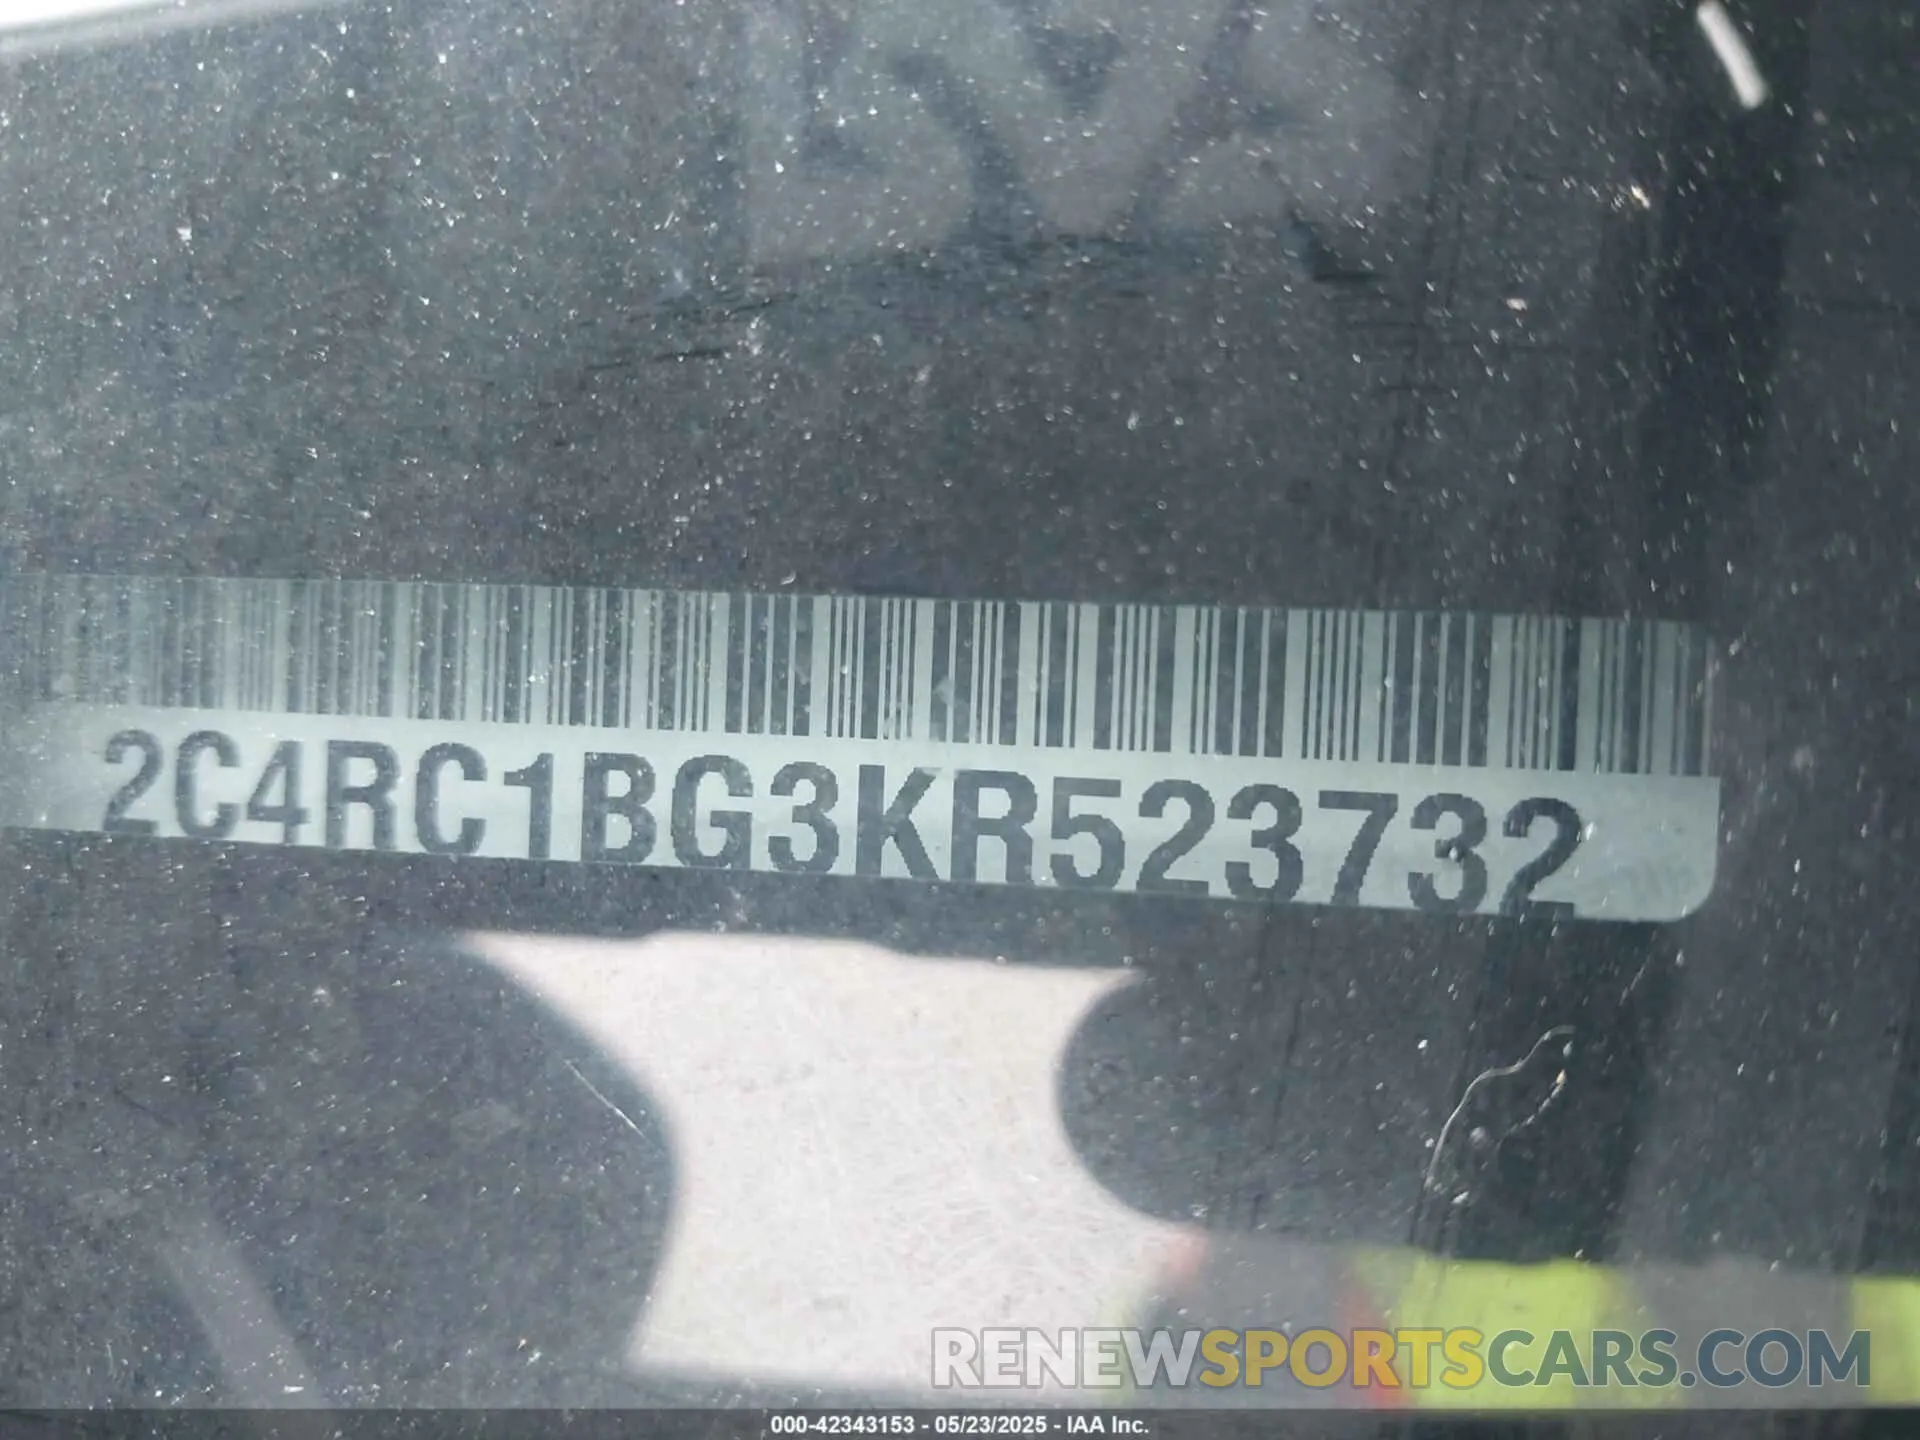 2C4RC1BG3KR523732
RENEWSPORTSCARS.COM
000-42343153 - 05/23/2025 - IAA Inc.